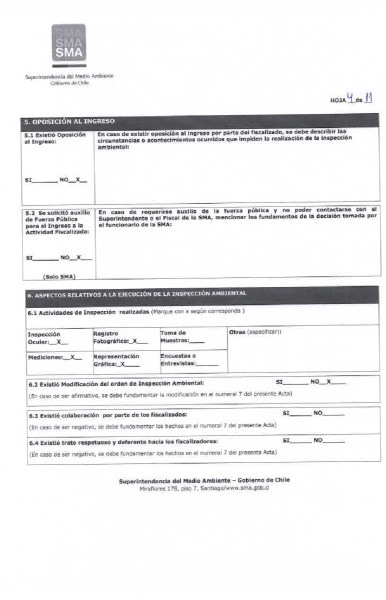 SMA
SMA
SMA
Superintendencia del Medio Ambiente
Gobierno de Chile
HOJA 4 de 11
5. OPOSICIÓN AL INGRESO
5.1 Existió Oposición al Ingreso:
SI______ NO__X__
En caso de existir oposición al ingreso por parte del fiscalizado, se debe describir las
circunstancias o acontecimientos ocurridos que impiden la realización de la inspección
ambiental:
5.2 Se solicitó auxilio
de Fuerza Pública
para el Ingreso a la
Actividad Fiscalizada:
SI______ NO__X__
(Solo SMA)
En caso de requerirse auxilio de la fuerza pública y no poder contactarse con el
Superintendente o el Fiscal de la SMA, mencionar los fundamentos de la decisión tomada por
el funcionario de la SMA:
6. ASPECTOS RELATIVOS A LA EJECUCIÓN DE LA INSPECCIÓN AMBIENTAL
6.1 Actividades de Inspección realizadas (Marque con x según corresponda )
Inspección
Ocular:__X__
Registro
Fotográfico:__X__
Toma de
Muestras:_____
Otras (especificar):
Mediciones:__X__
Representación
Gráfica:__X__
Encuestas o
Entrevistas:______
6.2 Existió Modificación del orden de Inspección Ambiental: SI______ NO__X__
(En caso de ser afirmativo, se debe fundamentar la modificación en el numeral 7 del presente Acta)
6.3 Existió colaboración por parte de los fiscalizados: SI______ NO______
(En caso de ser negativo, se debe fundamentar los hechos en el numeral 7 del presente Acta)
6.4 Existió trato respetuoso y deferente hacia los fiscalizadores: SI______ NO______
(En caso de ser negativo, se debe fundamentar los hechos en el numeral 7 del presente Acta)
Superintendencia del Medio Ambiente – Gobierno de Chile
Miraflores 178, piso 7, Santiago/www.sma.gob.cl